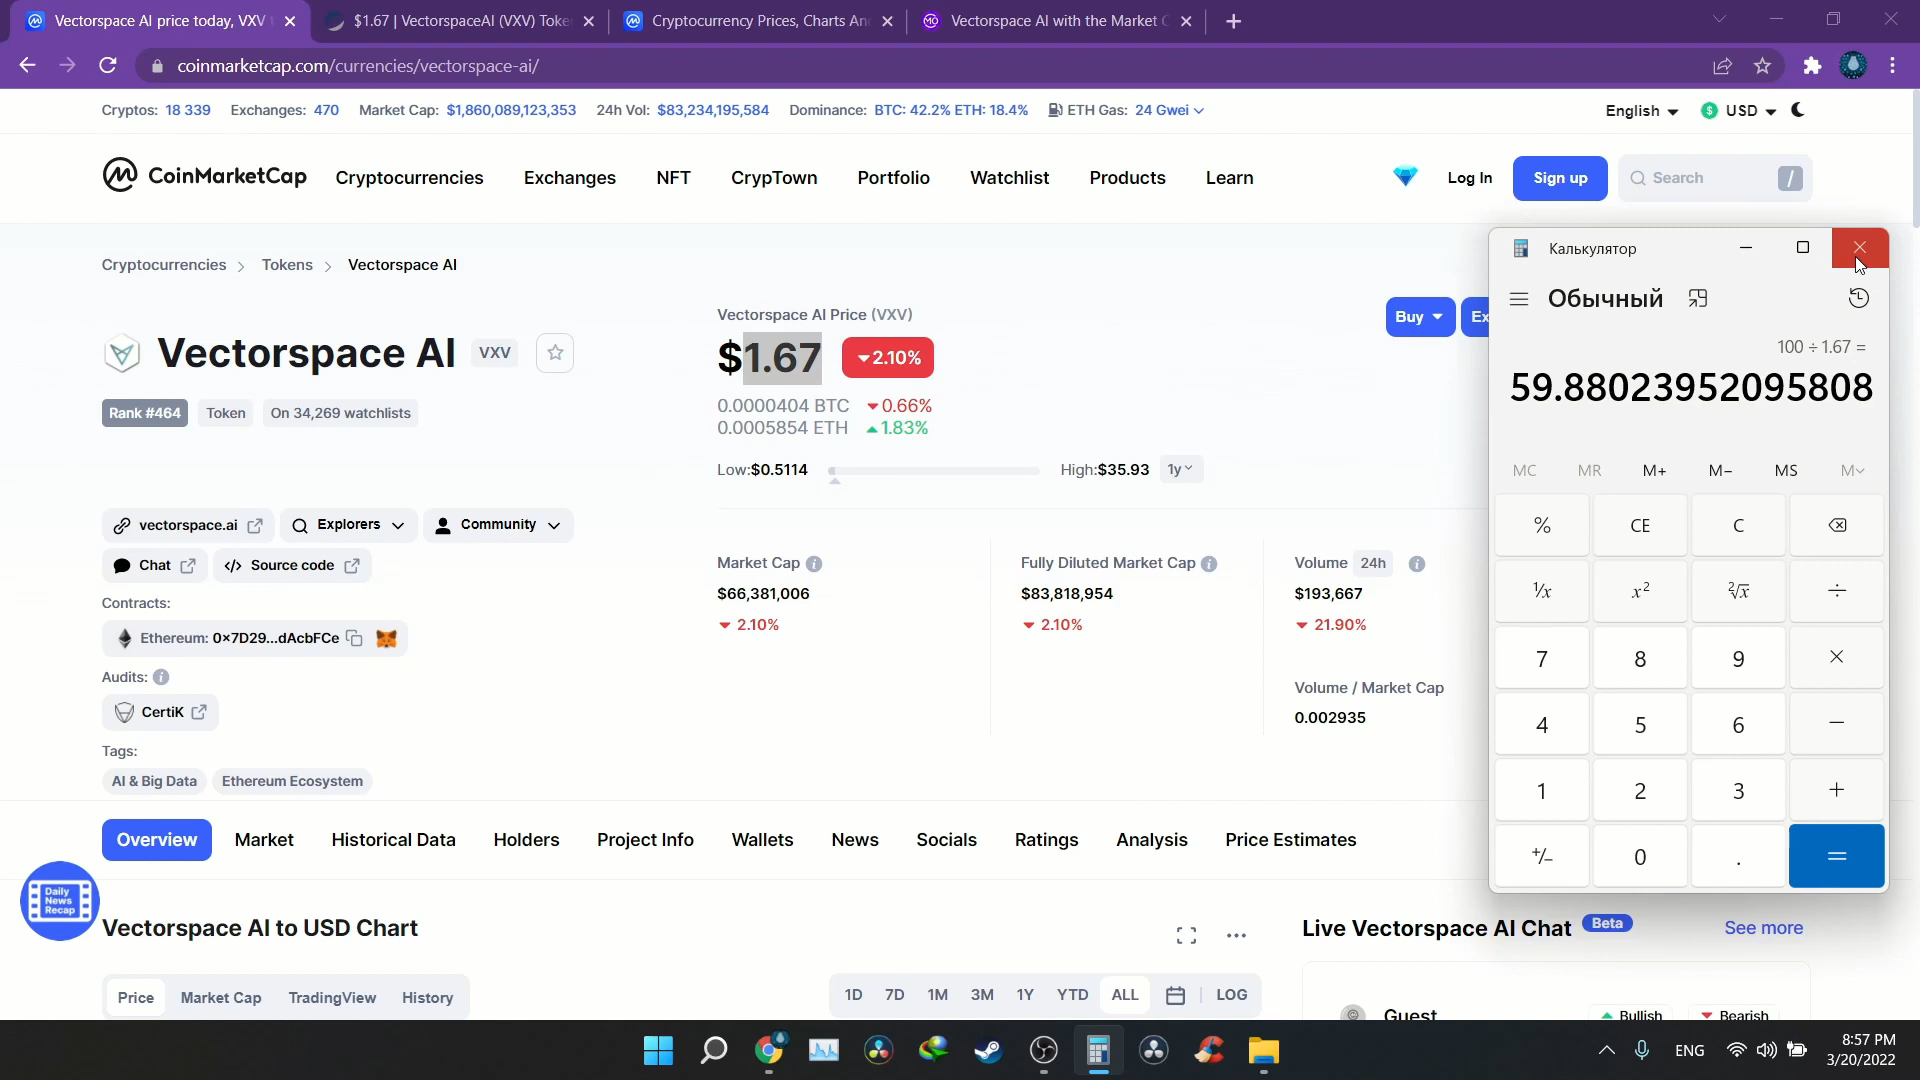 Vectorspace AI price today, VXV
$1.67 | VectorspaceAI (VXV) Toke
Cryptocurrency Prices, Charts An
Vectorspace AI with the Market C
coinmarketcap.com/currencies/vectorspace-ai/
Cryptos: 18 339 Exchanges: 470 Market Cap: $1,860,089,123,353 24h Vol: $83,234,195,584 Dominance: BTC: 42.2% ETH: 18.4% ETH Gas: 24 Gwei
English USD
CoinMarketCap Cryptocurrencies Exchanges NFT CrypTown Portfolio Watchlist Products Learn Log In Sign up Search /
Cryptocurrencies > Tokens > Vectorspace AI
Vectorspace AI VXV
Rank #464 Token On 34,269 watchlists
vectorspace.ai Explorers Community
Chat Source code
Contracts:
Ethereum: 0x7D29...dAcbFCe
Audits:
CertiK
Tags:
AI & Big Data Ethereum Ecosystem
Vectorspace AI Price (VXV)
$1.67 2.10%
0.0000404 BTC 0.66%
0.0005854 ETH 1.83%
Low:$0.5114 High:$35.93 1y
Buy Ex
Market Cap
$66,381,006
2.10%
Fully Diluted Market Cap
$83,818,954
2.10%
Volume 24h
$193,667
21.90%
Volume / Market Cap
0.002935
Калькулятор
Обычный
100 ÷ 1.67 =
59.88023952095808
MC MR M+ M− MS M
% CE C
¹/x x² ²√x ÷
7 8 9 ×
4 5 6 −
1 2 3 +
+/− 0 . =
Overview Market Historical Data Holders Project Info Wallets News Socials Ratings Analysis Price Estimates
Daily
News
Recap
Vectorspace AI to USD Chart
Price Market Cap TradingView History
1D 7D 1M 3M 1Y YTD ALL LOG
Live Vectorspace AI Chat Beta See more
Guest Bullish Bearish
ENG
8:57 PM
3/20/2022